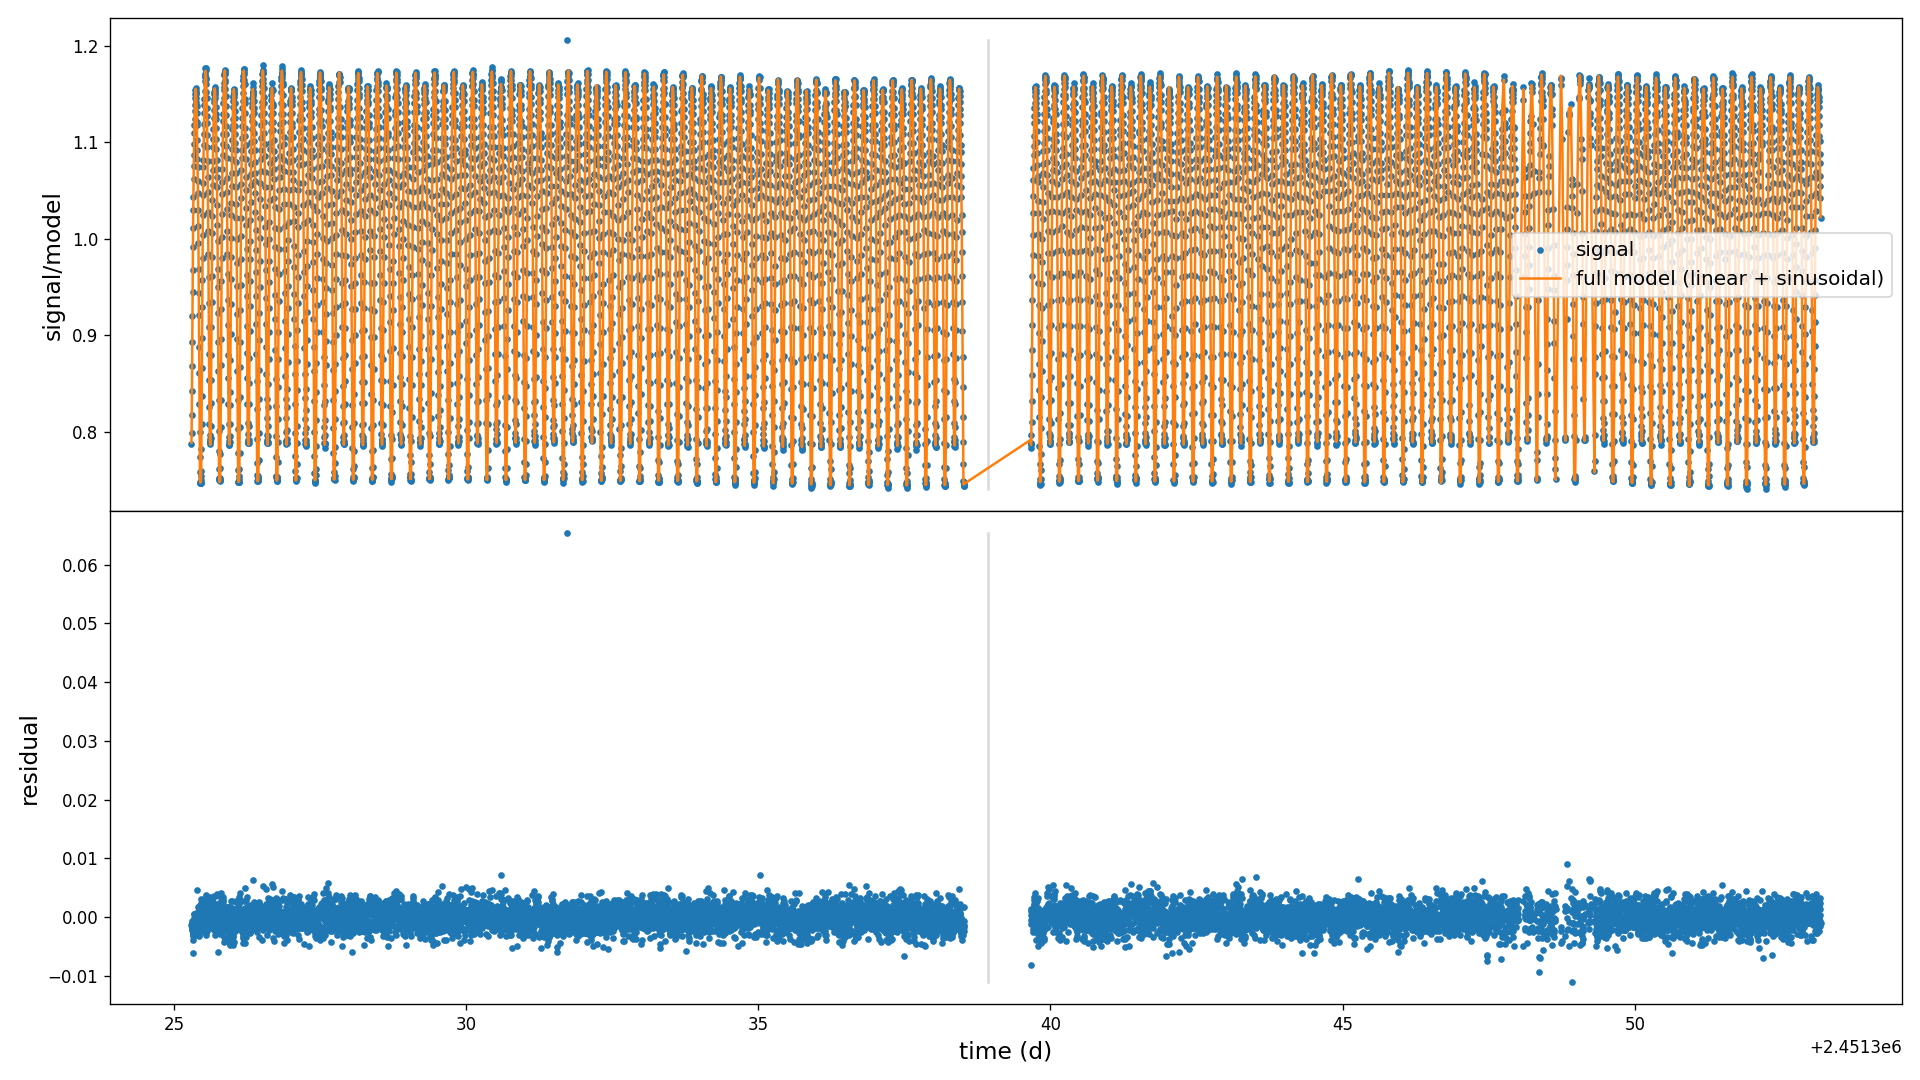 1.2
1.1
1.0
0.9
0.8
signal/model
signal
full model (linear + sinusoidal)
0.06
0.05
0.04
0.03
0.02
0.01
0.00
−0.01
residual
25 30 35 40 45 50
time (d)
+2.4513e6